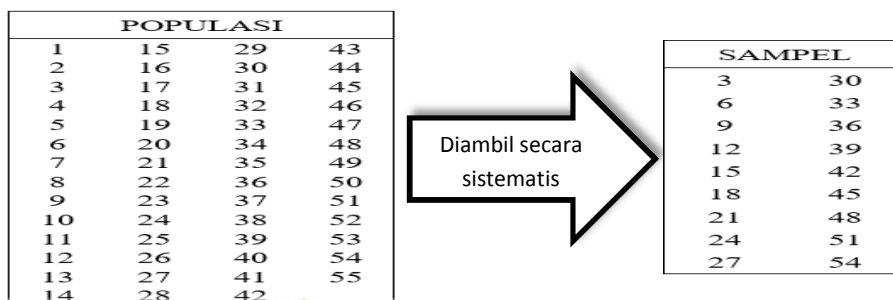 POPULASI
1 15 29 43
2 16 30 44
3 17 31 45
4 18 32 46
5 19 33 47
6 20 34 48
7 21 35 49
8 22 36 50
9 23 37 51
10 24 38 52
11 25 39 53
12 26 40 54
13 27 41 55
14 28 42
Diambil secara
sistematis
SAMPEL
3 30
6 33
9 36
12 39
15 42
18 45
21 48
24 51
27 54